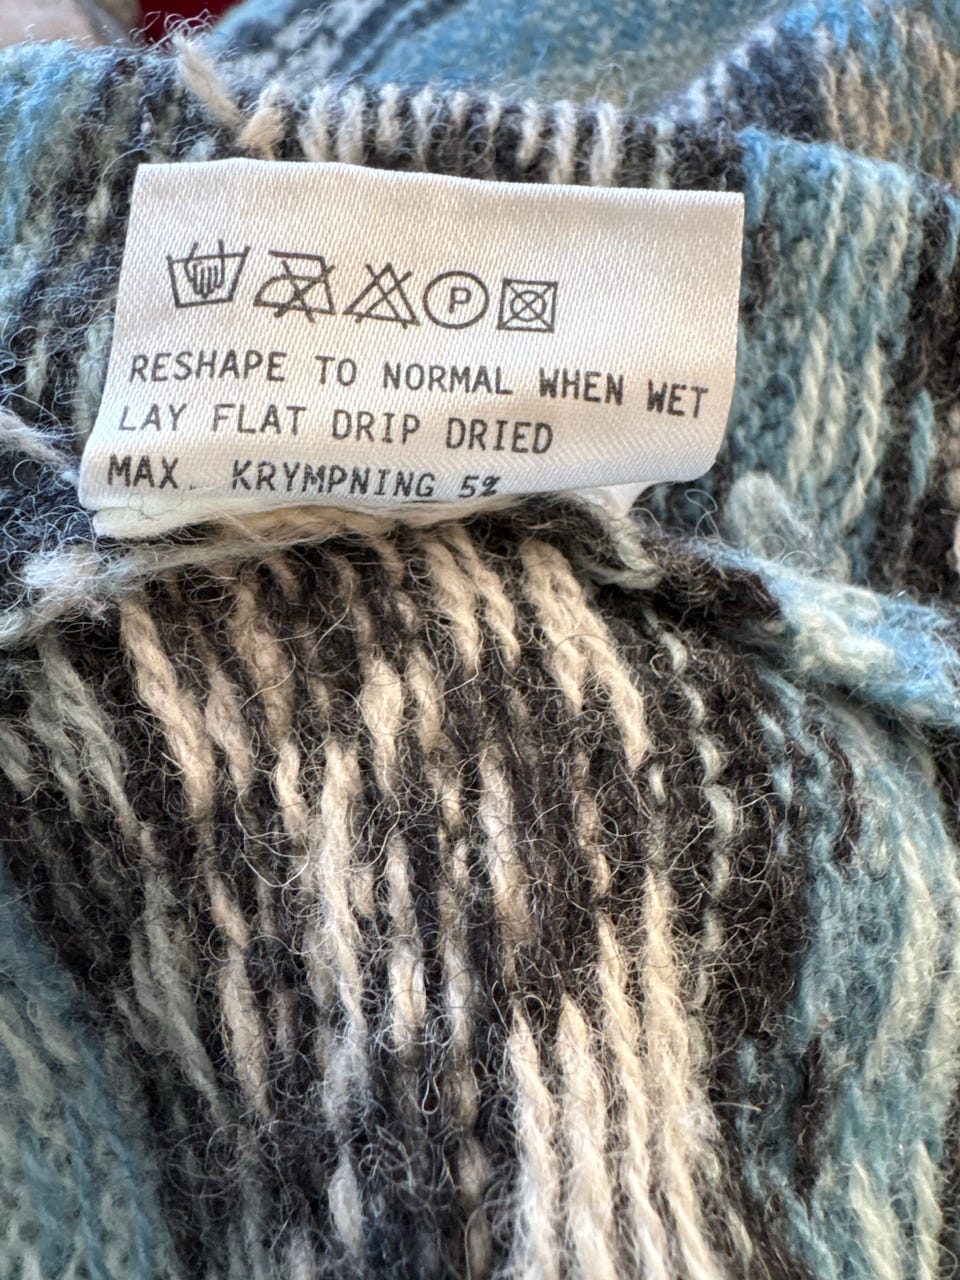 P
RESHAPE TO NORMAL WHEN WET
LAY FLAT DRIP DRIED
MAX. KRYMPNING 5%